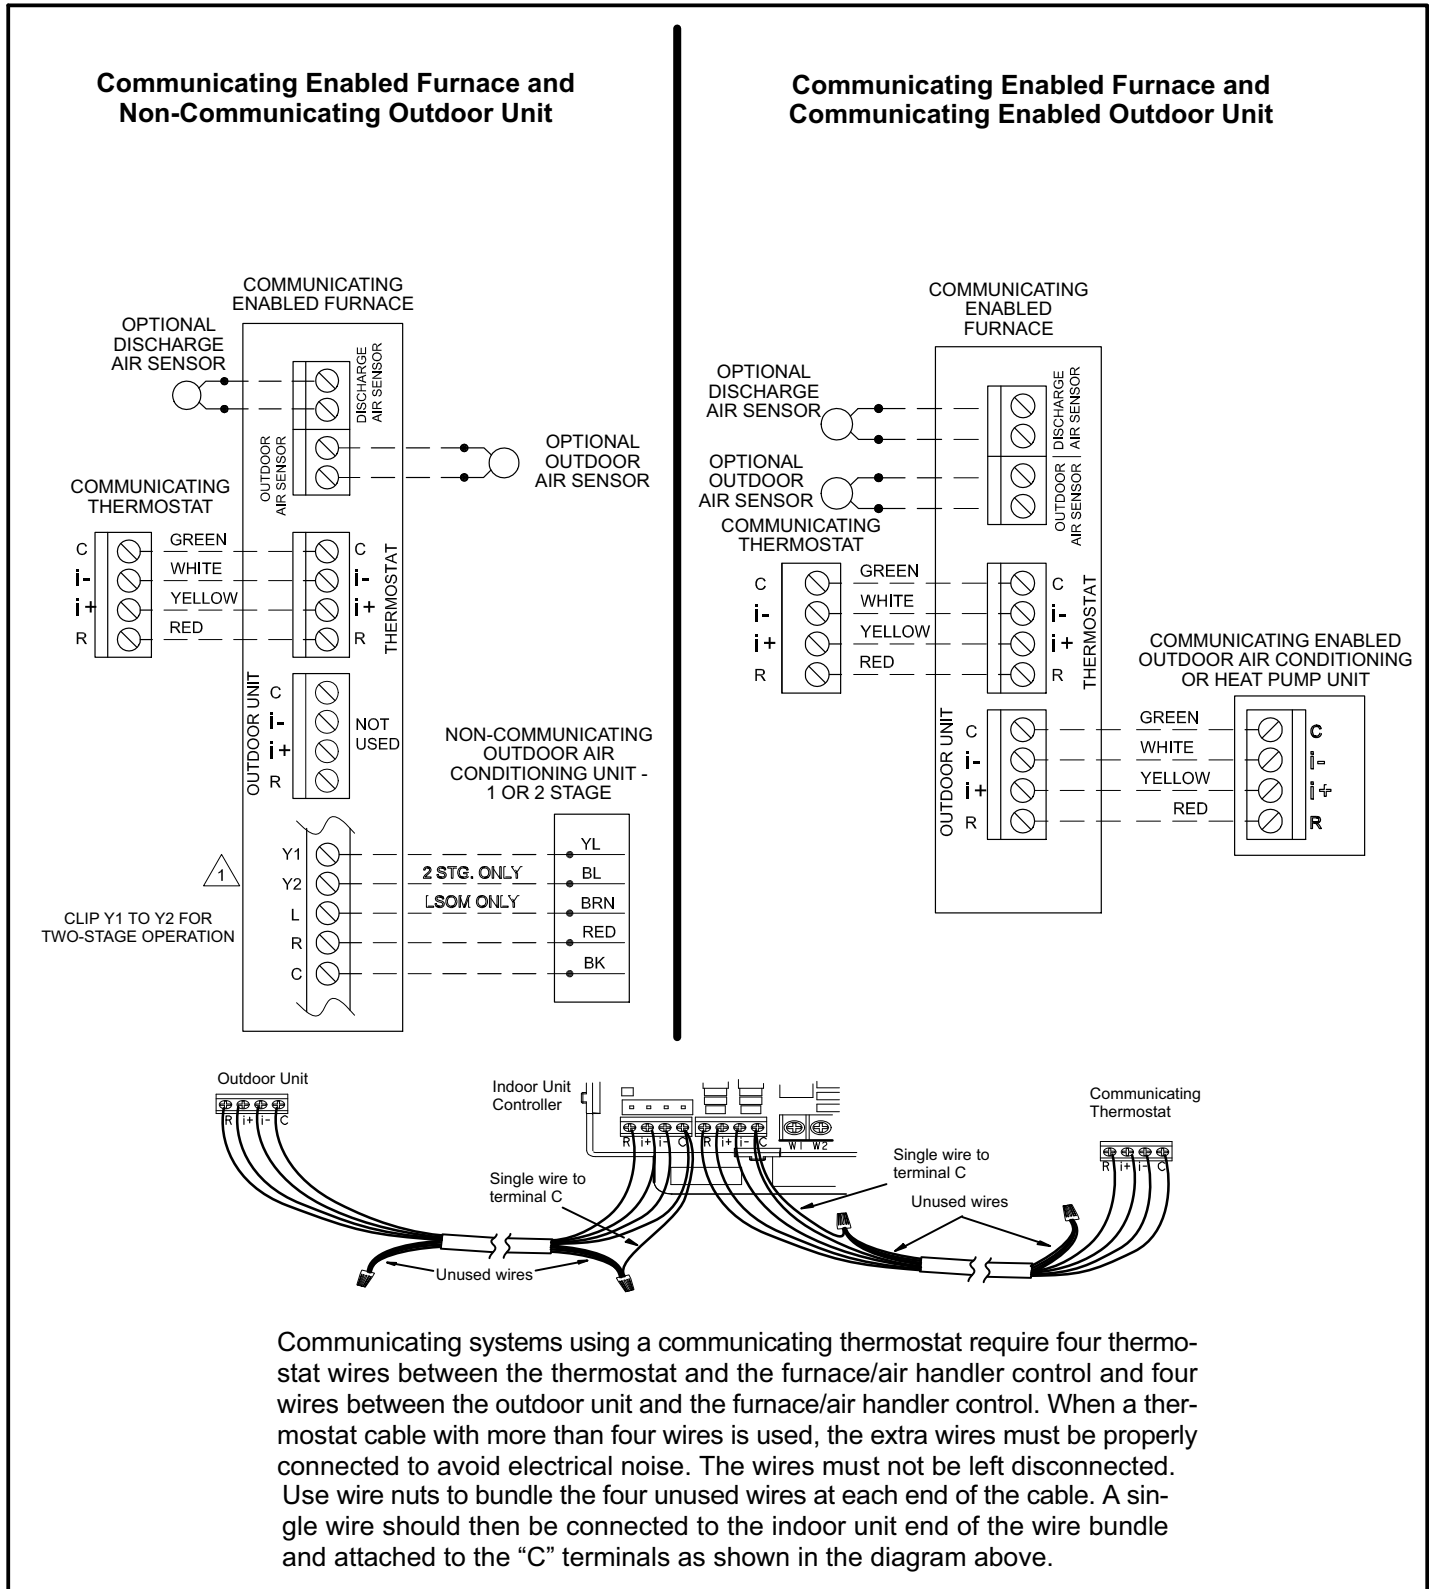 Communicating Enabled Furnace and
Non-Communicating Outdoor Unit
COMMUNICATING
ENABLED FURNACE
OPTIONAL
DISCHARGE
AIR SENSOR
DISCHARGE
AIR SENSOR
OUTDOOR
AIR SENSOR
OPTIONAL
OUTDOOR
AIR SENSOR
COMMUNICATING
THERMOSTAT
C GREEN C
i- WHITE i-
i+ YELLOW i+
R RED R
THERMOSTAT
OUTDOOR UNIT
C
i-
i+
R
NOT
USED
NON-COMMUNICATING
OUTDOOR AIR
CONDITIONING UNIT -
1 OR 2 STAGE
1
CLIP Y1 TO Y2 FOR
TWO-STAGE OPERATION
Y1 YL
Y2 2 STG. ONLY BL
L LSOM ONLY BRN
R RED
C BK
Communicating Enabled Furnace and
Communicating Enabled Outdoor Unit
COMMUNICATING
ENABLED
FURNACE
OPTIONAL
DISCHARGE
AIR SENSOR
DISCHARGE
AIR SENSOR
OPTIONAL
OUTDOOR
AIR SENSOR
OUTDOOR
AIR SENSOR
COMMUNICATING
THERMOSTAT
C GREEN C
i- WHITE i-
i+ YELLOW i+
R RED R
THERMOSTAT
COMMUNICATING ENABLED
OUTDOOR AIR CONDITIONING
OR HEAT PUMP UNIT
OUTDOOR UNIT
C GREEN C
i- WHITE i-
i+ YELLOW i+
R RED R
Outdoor Unit
R i+ i- C
Indoor Unit
Controller
R i+ i- C R i+ i- C W1 W2
Communicating
Thermostat
R i+ i- C
Single wire to
terminal C
Unused wires
Single wire to
terminal C
Unused wires
Communicating systems using a communicating thermostat require four thermo-
stat wires between the thermostat and the furnace/air handler control and four
wires between the outdoor unit and the furnace/air handler control. When a ther-
mostat cable with more than four wires is used, the extra wires must be properly
connected to avoid electrical noise. The wires must not be left disconnected.
Use wire nuts to bundle the four unused wires at each end of the cable. A sin-
gle wire should then be connected to the indoor unit end of the wire bundle
and attached to the “C” terminals as shown in the diagram above.